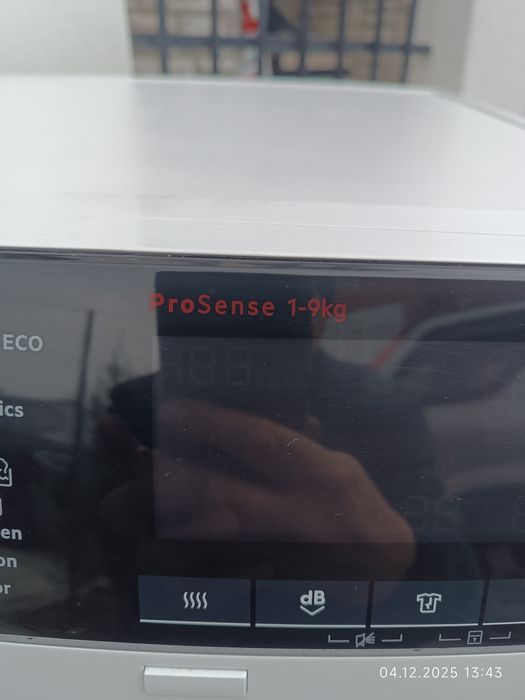 ProSense 1-9kg
ECO
ics
en
on
or
dB
04.12.2025 13:43